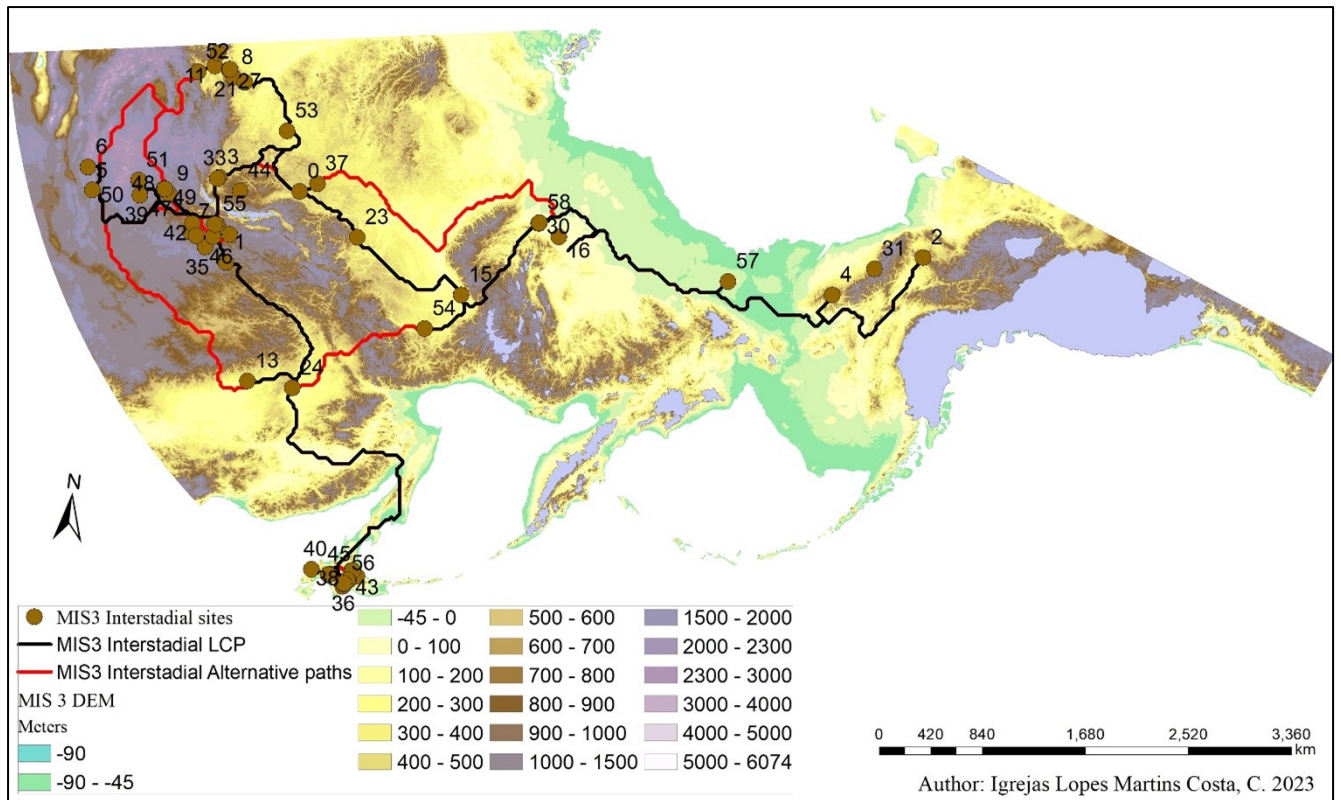 52
8
11
21
27
53
6
5
51
9
333
44
0
37
50
48
49
39
47
7
55
23
42
1
46
35
58
30
16
15
54
57
31
2
4
13
24
N
40
45
56
38
43
36
MIS3 Interstadial sites
MIS3 Interstadial LCP
MIS3 Interstadial Alternative paths
MIS 3 DEM
Meters
-90
-90 - -45
-45 - 0
0 - 100
100 - 200
200 - 300
300 - 400
400 - 500
500 - 600
600 - 700
700 - 800
800 - 900
900 - 1000
1000 - 1500
1500 - 2000
2000 - 2300
2300 - 3000
3000 - 4000
4000 - 5000
5000 - 6074
0 420 840 1,680 2,520 3,360
km
Author: Igrejas Lopes Martins Costa, C. 2023